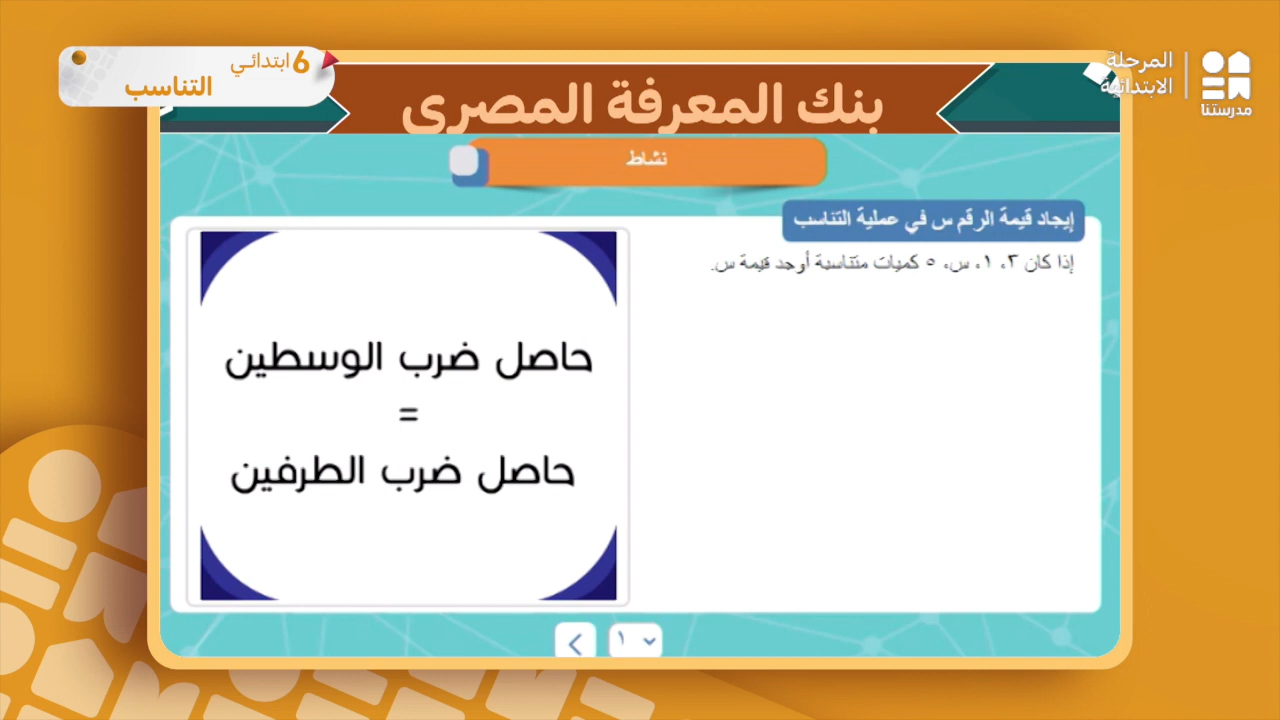 6 ابتدائي
التناسب
المرحلة
الابتدائية
مدرستنا
بنك المعرفة المصرى
نشاط
إيجاد قيمة الرقم س في عملية التناسب
إذا كان ٣، ١، س، ٥ كميات متناسبة أوجد قيمة س.
حاصل ضرب الوسطين
=
حاصل ضرب الطرفين
١